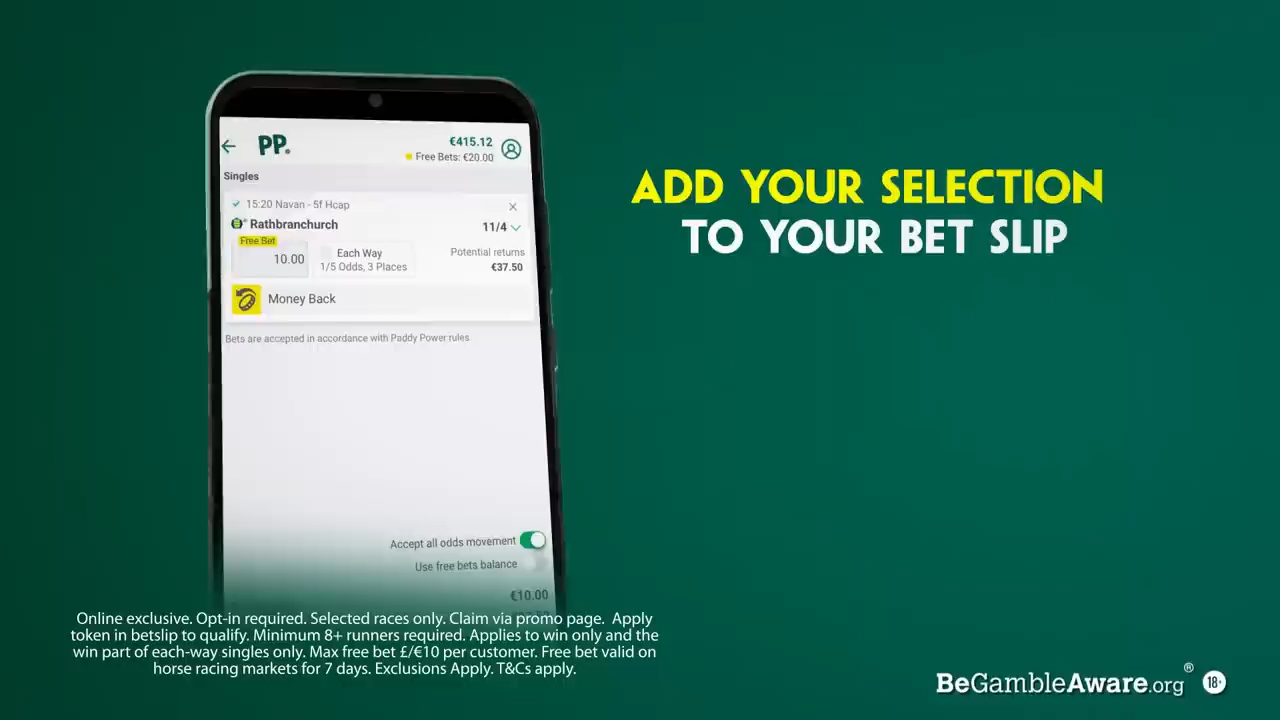 PP.
€415.12
Free Bets: €20.00
Singles
15:20 Navan - 5f Hcap
Rathbranchurch
11/4
Free Bet
10.00
Each Way
1/5 Odds, 3 Places
Potential returns
€37.50
Money Back
Bets are accepted in accordance with Paddy Power rules
Accept all odds movement
Use free bets balance
€10.00
ADD YOUR SELECTION
TO YOUR BET SLIP
Online exclusive. Opt-in required. Selected races only. Claim via promo page. Apply
token in betslip to qualify. Minimum 8+ runners required. Applies to win only and the
win part of each-way singles only. Max free bet £/€10 per customer. Free bet valid on
horse racing markets for 7 days. Exclusions Apply. T&Cs apply.
BeGambleAware.org®
18+